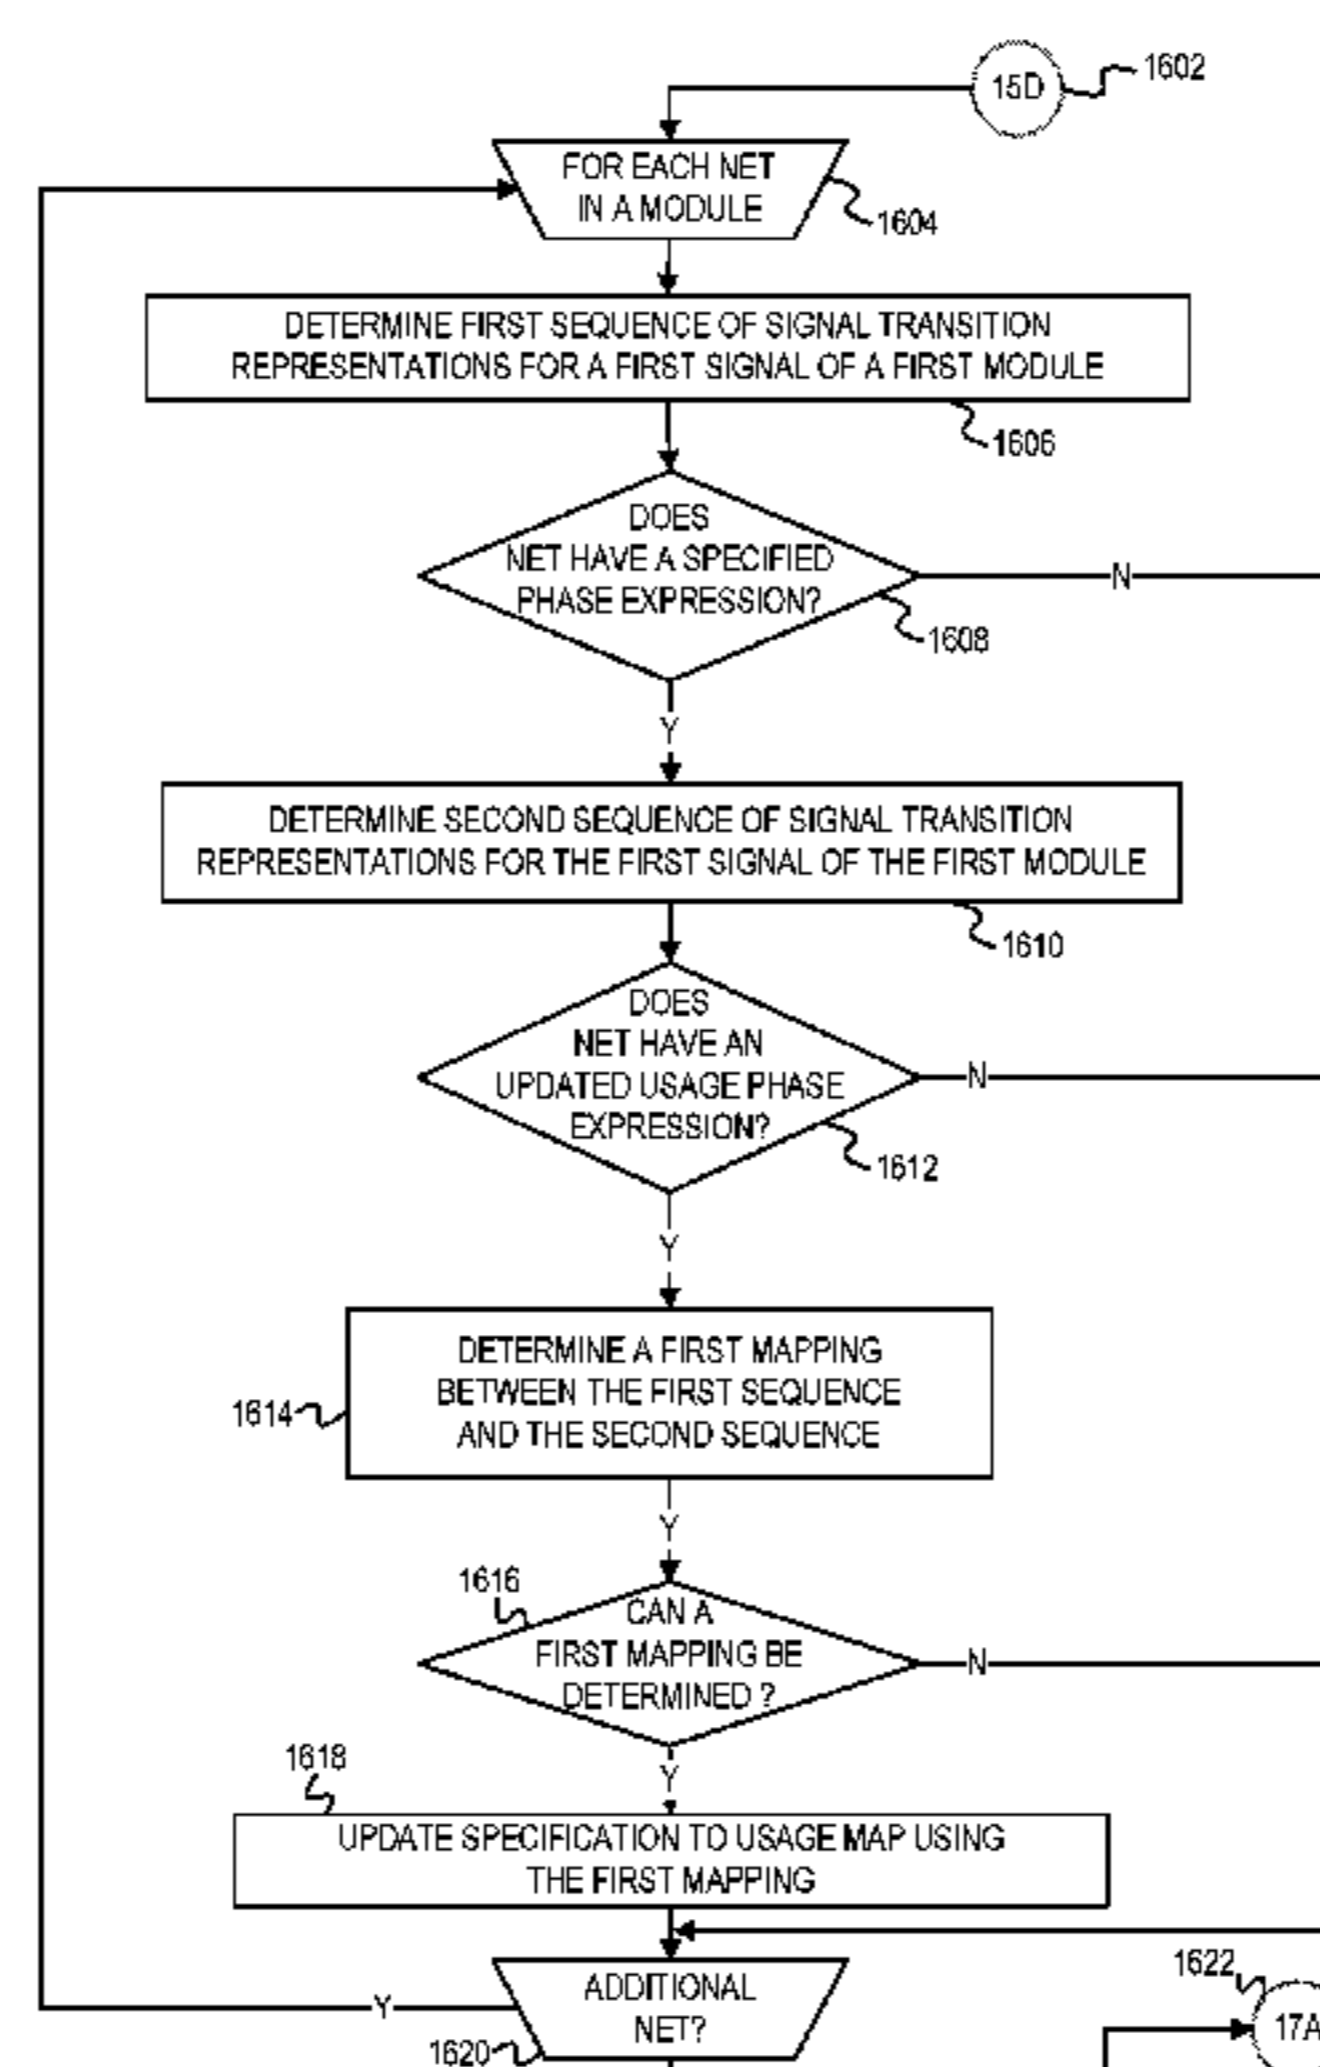 15D
1602
FOR EACH NET
IN A MODULE
1604
DETERMINE FIRST SEQUENCE OF SIGNAL TRANSITION
REPRESENTATIONS FOR A FIRST SIGNAL OF A FIRST MODULE
1606
DOES
NET HAVE A SPECIFIED
PHASE EXPRESSION?
N
1608
Y
DETERMINE SECOND SEQUENCE OF SIGNAL TRANSITION
REPRESENTATIONS FOR THE FIRST SIGNAL OF THE FIRST MODULE
1610
DOES
NET HAVE AN
UPDATED USAGE PHASE
EXPRESSION?
N
1612
Y
DETERMINE A FIRST MAPPING
BETWEEN THE FIRST SEQUENCE
AND THE SECOND SEQUENCE
1614
Y
1616
CAN A
FIRST MAPPING BE
DETERMINED ?
N
Y
1618
UPDATE SPECIFICATION TO USAGE MAP USING
THE FIRST MAPPING
ADDITIONAL
NET?
Y
1620
1622
17A